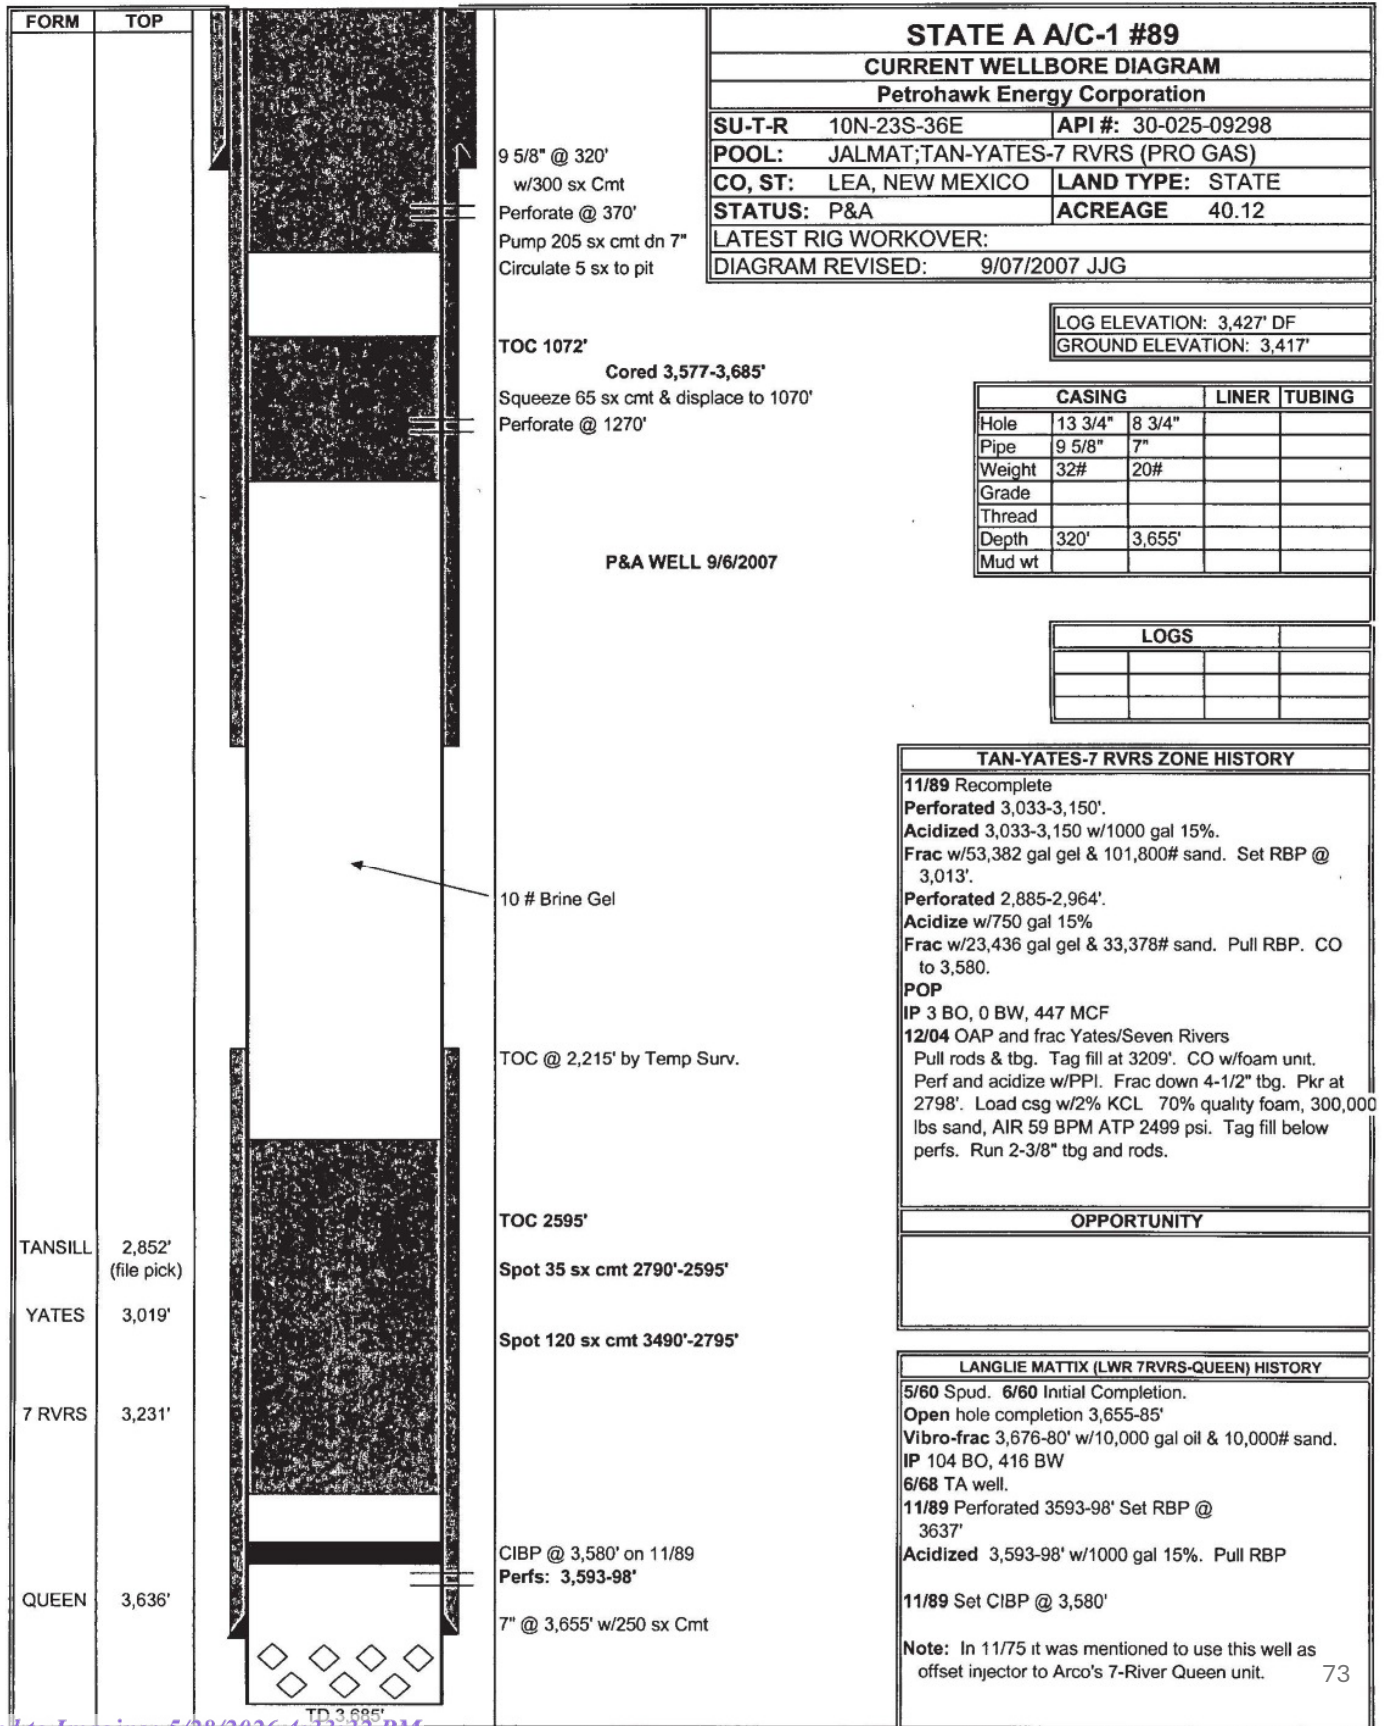 FORM TOP
STATE A A/C-1 #89
CURRENT WELLBORE DIAGRAM
Petrohawk Energy Corporation
SU-T-R 10N-23S-36E API #: 30-025-09298
POOL: JALMAT;TAN-YATES-7 RVRS (PRO GAS)
CO, ST: LEA, NEW MEXICO LAND TYPE: STATE
STATUS: P&A ACREAGE 40.12
LATEST RIG WORKOVER:
DIAGRAM REVISED: 9/07/2007 JJG
9 5/8" @ 320'
w/300 sx Cmt
Perforate @ 370'
Pump 205 sx cmt dn 7"
Circulate 5 sx to pit
LOG ELEVATION: 3,427' DF
GROUND ELEVATION: 3,417'
TOC 1072'
Cored 3,577-3,685'
Squeeze 65 sx cmt & displace to 1070'
Perforate @ 1270'
CASING LINER TUBING
Hole 13 3/4" 8 3/4"
Pipe 9 5/8" 7"
Weight 32# 20#
Grade
Thread
Depth 320' 3,655'
Mud wt
P&A WELL 9/6/2007
LOGS
TAN-YATES-7 RVRS ZONE HISTORY
11/89 Recomplete
Perforated 3,033-3,150'.
Acidized 3,033-3,150 w/1000 gal 15%.
Frac w/53,382 gal gel & 101,800# sand. Set RBP @
3,013'.
Perforated 2,885-2,964'.
Acidize w/750 gal 15%
Frac w/23,436 gal gel & 33,378# sand. Pull RBP. CO
to 3,580.
POP
IP 3 BO, 0 BW, 447 MCF
12/04 OAP and frac Yates/Seven Rivers
Pull rods & tbg. Tag fill at 3209'. CO w/foam unit.
Perf and acidize w/PPI. Frac down 4-1/2" tbg. Pkr at
2798'. Load csg w/2% KCL 70% quality foam, 300,000
lbs sand, AIR 59 BPM ATP 2499 psi. Tag fill below
perfs. Run 2-3/8" tbg and rods.
10 # Brine Gel
TOC @ 2,215' by Temp Surv.
OPPORTUNITY
TOC 2595'
TANSILL 2,852'
(file pick)
Spot 35 sx cmt 2790'-2595'
YATES 3,019'
Spot 120 sx cmt 3490'-2795'
7 RVRS 3,231'
LANGLIE MATTIX (LWR 7RVRS-QUEEN) HISTORY
5/60 Spud. 6/60 Initial Completion.
Open hole completion 3,655-85'
Vibro-frac 3,676-80' w/10,000 gal oil & 10,000# sand.
IP 104 BO, 416 BW
6/68 TA well.
11/89 Perforated 3593-98' Set RBP @
3637'
Acidized 3,593-98' w/1000 gal 15%. Pull RBP
11/89 Set CIBP @ 3,580'
Note: In 11/75 it was mentioned to use this well as
offset injector to Arco's 7-River Queen unit.
CIBP @ 3,580' on 11/89
Perfs: 3,593-98'
QUEEN 3,636'
7" @ 3,655' w/250 sx Cmt
73
TD 3,685'